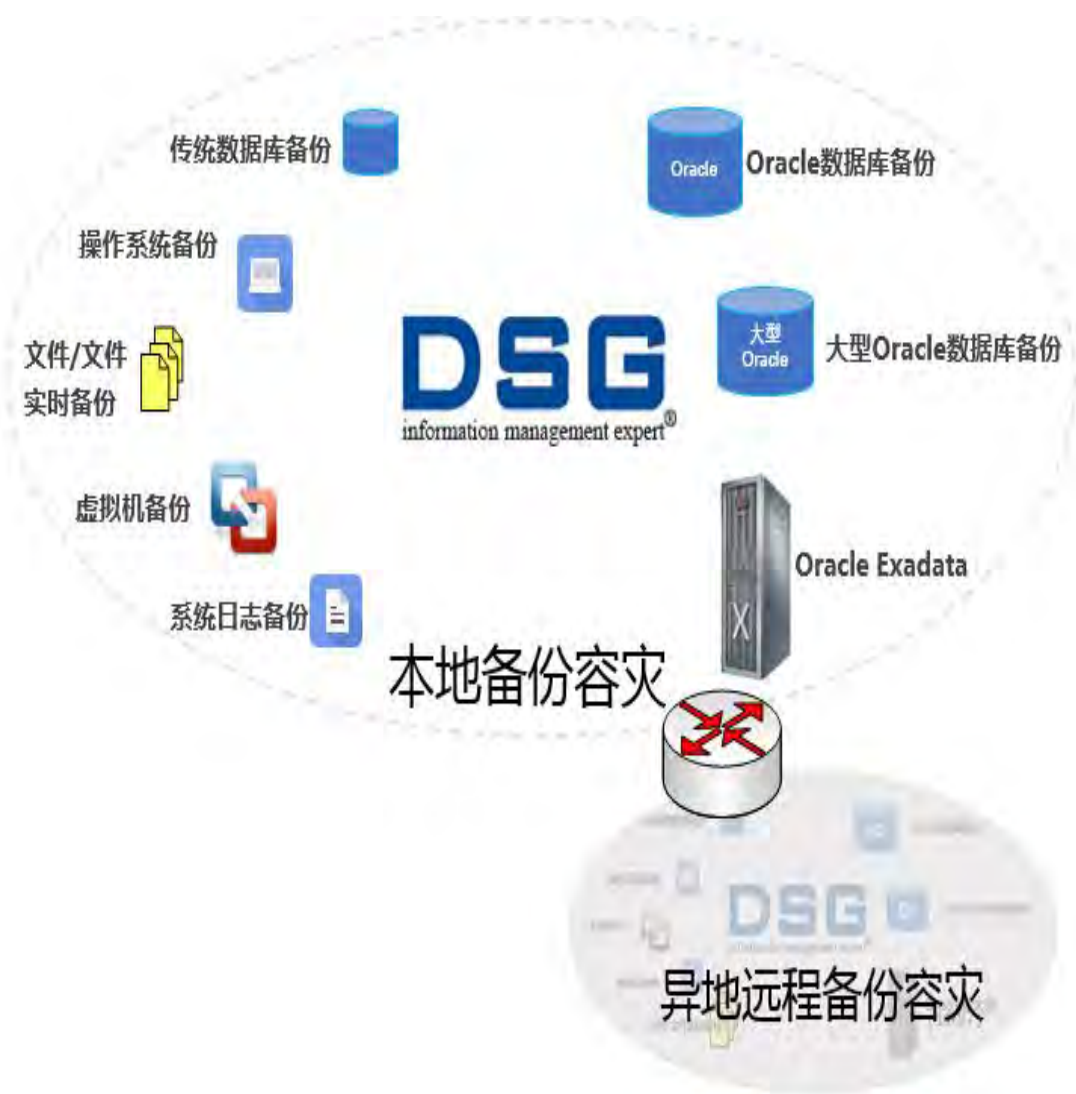 传统数据库备份
Oracle
Oracle数据库备份
操作系统备份
大型
Oracle
大型Oracle数据库备份
文件/文件
实时备份
DSG
information management expert®
虚拟机备份
Oracle Exadata
X
系统日志备份
本地备份容灾
DSG
异地远程备份容灾